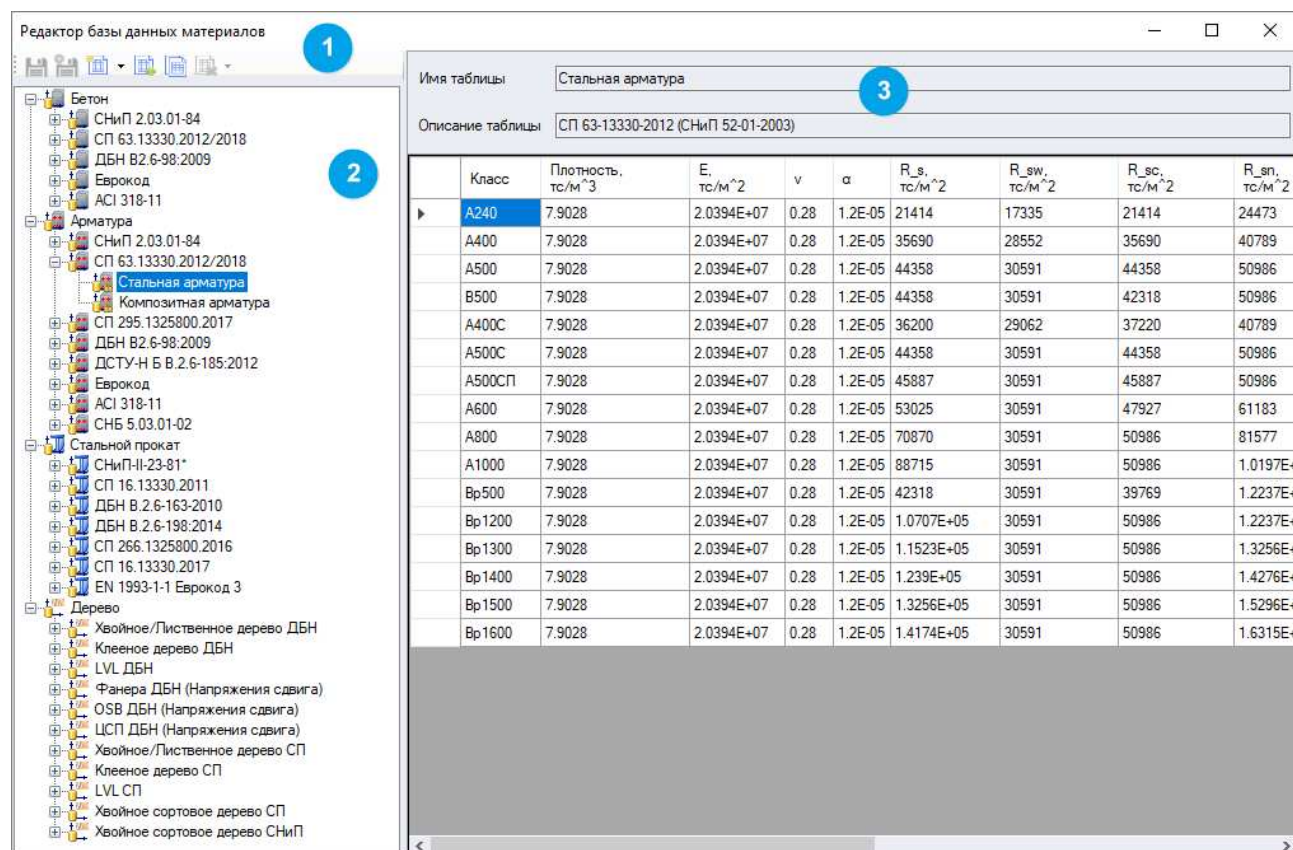 Редактор базы данных материалов
1
Бетон
СНиП 2.03.01-84
СП 63.13330.2012/2018
ДБН В2.6-98:2009
Еврокод
ACI 318-11
Арматура
СНиП 2.03.01-84
СП 63.13330.2012/2018
Стальная арматура
Композитная арматура
СП 295.1325800.2017
ДБН В2.6-98:2009
ДСТУ-Н Б В.2.6-185:2012
Еврокод
ACI 318-11
СНБ 5.03.01-02
Стальной прокат
СНиП-II-23-81*
СП 16.13330.2011
ДБН В.2.6-163-2010
ДБН В.2.6-198:2014
СП 266.1325800.2016
СП 16.13330.2017
EN 1993-1-1 Еврокод 3
Дерево
Хвойное/Лиственное дерево ДБН
Клееное дерево ДБН
LVL ДБН
Фанера ДБН (Напряжения сдвига)
OSB ДБН (Напряжения сдвига)
ЦСП ДБН (Напряжения сдвига)
Хвойное/Лиственное дерево СП
Клееное дерево СП
LVL СП
Хвойное сортовое дерево СП
Хвойное сортовое дерево СНиП
2
Имя таблицы Стальная арматура
3
Описание таблицы СП 63-13330-2012 (СНиП 52-01-2003)
Класс Плотность, тс/м^3 E, тс/м^2 ν α R_s, тс/м^2 R_sw, тс/м^2 R_sc, тс/м^2 R_sn, тс/м^2
A240 7.9028 2.0394E+07 0.28 1.2E-05 21414 17335 21414 24473
A400 7.9028 2.0394E+07 0.28 1.2E-05 35690 28552 35690 40789
A500 7.9028 2.0394E+07 0.28 1.2E-05 44358 30591 44358 50986
B500 7.9028 2.0394E+07 0.28 1.2E-05 44358 30591 42318 50986
A400C 7.9028 2.0394E+07 0.28 1.2E-05 36200 29062 37220 40789
A500C 7.9028 2.0394E+07 0.28 1.2E-05 44358 30591 44358 50986
A500СП 7.9028 2.0394E+07 0.28 1.2E-05 45887 30591 45887 50986
A600 7.9028 2.0394E+07 0.28 1.2E-05 53025 30591 47927 61183
A800 7.9028 2.0394E+07 0.28 1.2E-05 70870 30591 50986 81577
A1000 7.9028 2.0394E+07 0.28 1.2E-05 88715 30591 50986 1.0197E+
Bp500 7.9028 2.0394E+07 0.28 1.2E-05 42318 30591 39769 1.2237E+
Bp1200 7.9028 2.0394E+07 0.28 1.2E-05 1.0707E+05 30591 50986 1.2237E+
Bp1300 7.9028 2.0394E+07 0.28 1.2E-05 1.1523E+05 30591 50986 1.3256E+
Bp1400 7.9028 2.0394E+07 0.28 1.2E-05 1.239E+05 30591 50986 1.4276E+
Bp1500 7.9028 2.0394E+07 0.28 1.2E-05 1.3256E+05 30591 50986 1.5296E+
Bp1600 7.9028 2.0394E+07 0.28 1.2E-05 1.4174E+05 30591 50986 1.6315E+